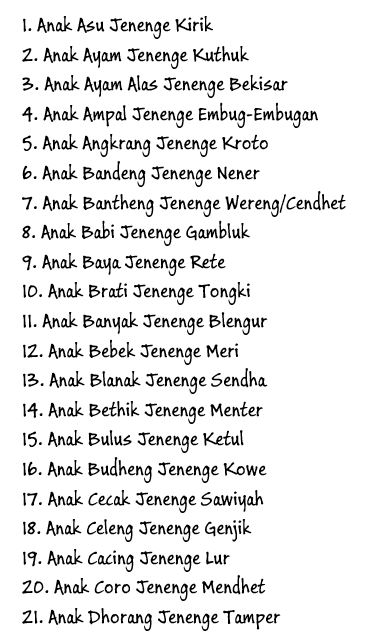 1. Anak Asu Jenenge Kirik
2. Anak Ayam Jenenge Kuthuk
3. Anak Ayam Alas Jenenge Bekisar
4. Anak Ampal Jenenge Embug-Embugan
5. Anak Angkrang Jenenge Kroto
6. Anak Bandeng Jenenge Nener
7. Anak Bantheng Jenenge Wereng/Cendhet
8. Anak Babi Jenenge Gambluk
9. Anak Baya Jenenge Rete
10. Anak Brati Jenenge Tongki
11. Anak Banyak Jenenge Blengur
12. Anak Bebek Jenenge Meri
13. Anak Blanak Jenenge Sendha
14. Anak Bethik Jenenge Menter
15. Anak Bulus Jenenge Ketul
16. Anak Budheng Jenenge Kowe
17. Anak Cecak Jenenge Sawiyah
18. Anak Celeng Jenenge Genjik
19. Anak Cacing Jenenge Lur
20. Anak Coro Jenenge Mendhet
21. Anak Dhorang Jenenge Tamper